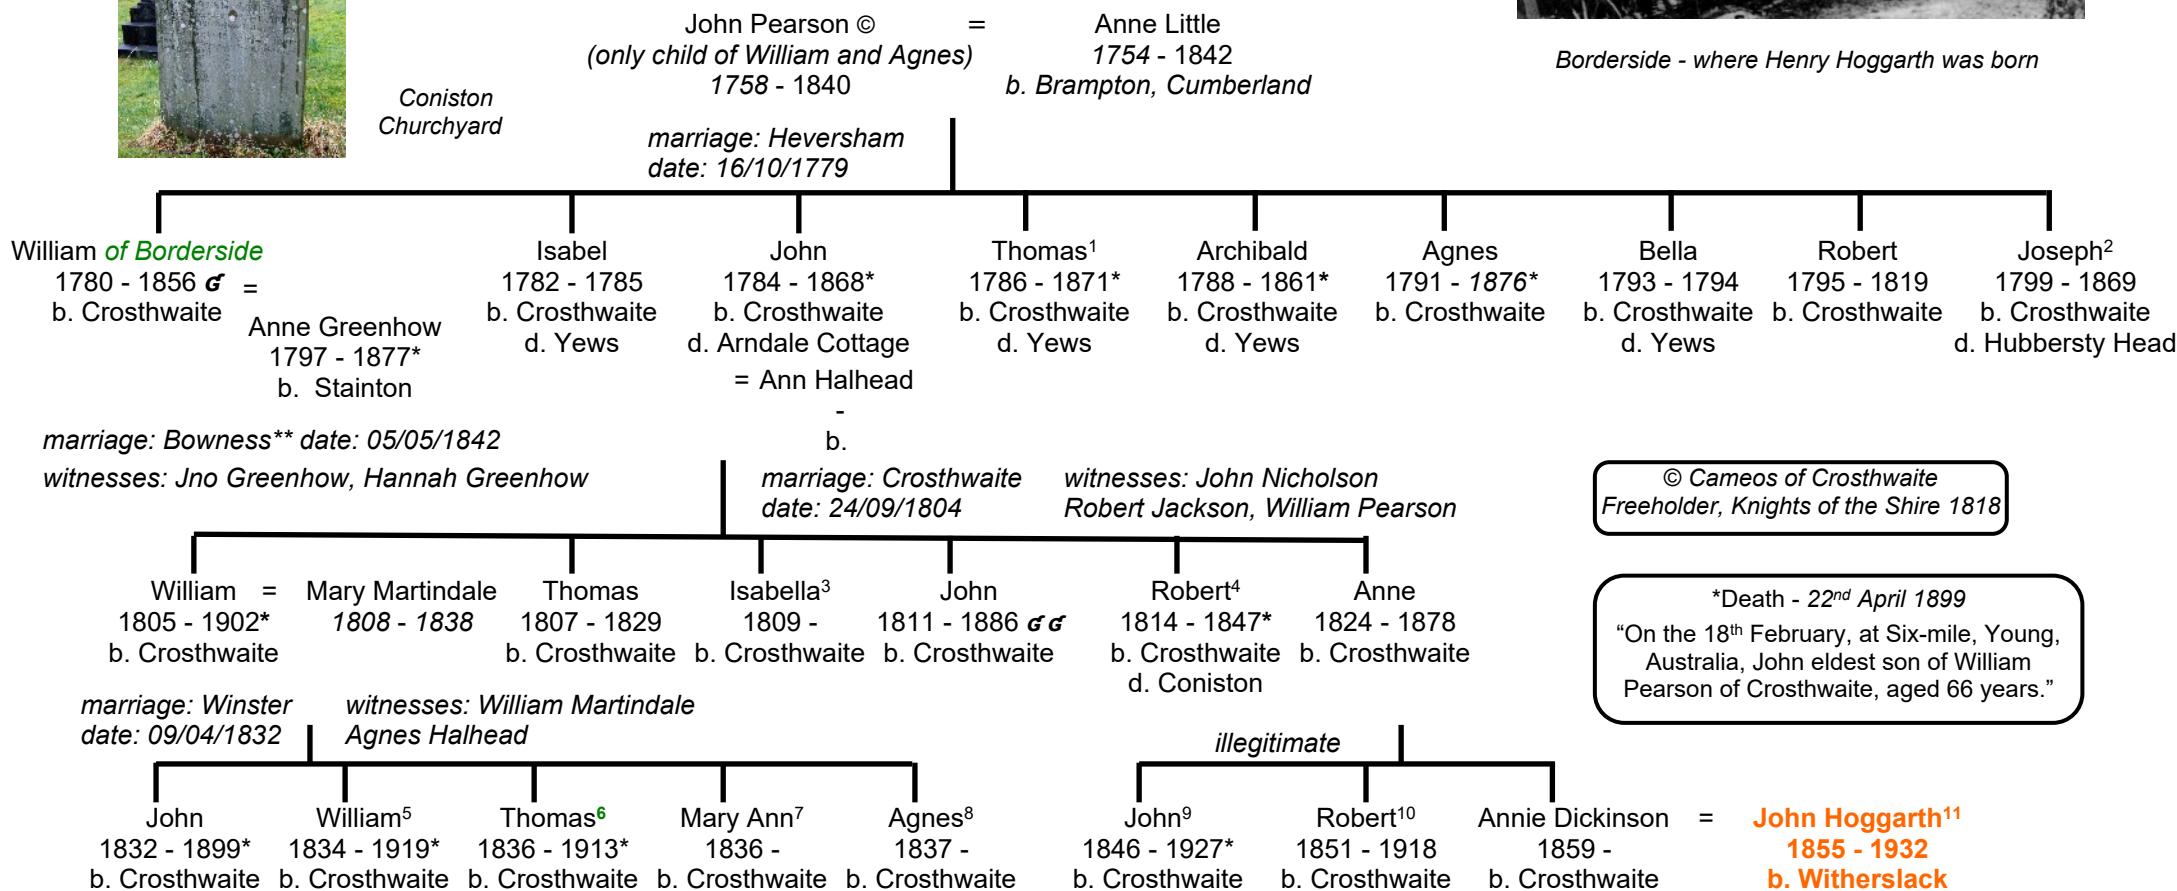 John Pearson © = Anne Little
(only child of William and Agnes) 1754 - 1842
1758 - 1840 b. Brampton, Cumberland
Borderside - where Henry Hoggarth was born
Coniston
Churchyard
marriage: Heversham
date: 16/10/1779
William of Borderside
1780 - 1856 =
b. Crosthwaite
Anne Greenhow
1797 - 1877*
b. Stainton
Isabel
1782 - 1785
b. Crosthwaite
d. Yews
John
1784 - 1868*
b. Crosthwaite
d. Arndale Cottage
= Ann Halhead
-
b.
Thomas¹
1786 - 1871*
b. Crosthwaite
d. Yews
Archibald
1788 - 1861*
b. Crosthwaite
d. Yews
Agnes
1791 - 1876*
b. Crosthwaite
Bella
1793 - 1794
b. Crosthwaite
d. Yews
Robert
1795 - 1819
b. Crosthwaite
Joseph²
1799 - 1869
b. Crosthwaite
d. Hubbersty Head
marriage: Bowness** date: 05/05/1842
witnesses: Jno Greenhow, Hannah Greenhow
marriage: Crosthwaite witnesses: John Nicholson
date: 24/09/1804 Robert Jackson, William Pearson
© Cameos of Crosthwaite
Freeholder, Knights of the Shire 1818
William =
1805 - 1902*
b. Crosthwaite
Mary Martindale
1808 - 1838
Thomas
1807 - 1829
b. Crosthwaite
Isabella³
1809 -
b. Crosthwaite
John
1811 - 1886
b. Crosthwaite
Robert⁴
1814 - 1847*
b. Crosthwaite
d. Coniston
Anne
1824 - 1878
b. Crosthwaite
*Death - 22nd April 1899
“On the 18th February, at Six-mile, Young,
Australia, John eldest son of William
Pearson of Crosthwaite, aged 66 years.”
marriage: Winster witnesses: William Martindale
date: 09/04/1832 Agnes Halhead
illegitimate
John
1832 - 1899*
b. Crosthwaite
William⁵
1834 - 1919*
b. Crosthwaite
Thomas⁶
1836 - 1913*
b. Crosthwaite
Mary Ann⁷
1836 -
b. Crosthwaite
Agnes⁸
1837 -
b. Crosthwaite
John⁹
1846 - 1927*
b. Crosthwaite
Robert¹⁰
1851 - 1918
b. Crosthwaite
Annie Dickinson =
1859 -
b. Crosthwaite
John Hoggarth¹¹
1855 - 1932
b. Witherslack